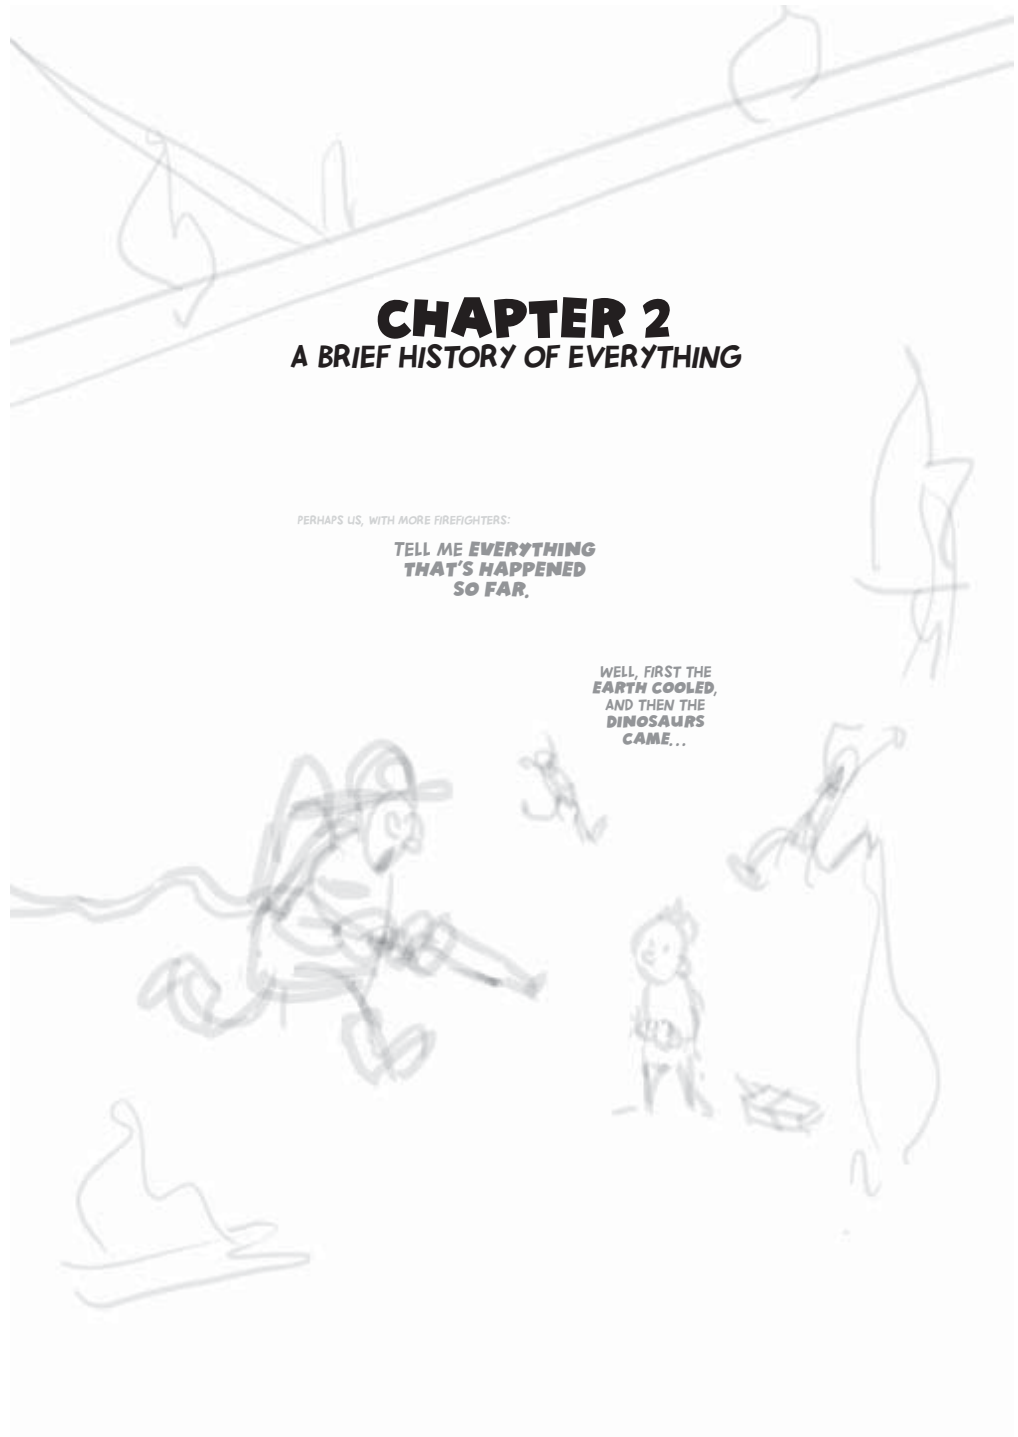 CHAPTER 2
A BRIEF HISTORY OF EVERYTHING
PERHAPS US, WITH MORE FIREFIGHTERS:
TELL ME EVERYTHING
THAT'S HAPPENED
SO FAR.
WELL, FIRST THE
EARTH COOLED,
AND THEN THE
DINOSAURS
CAME...